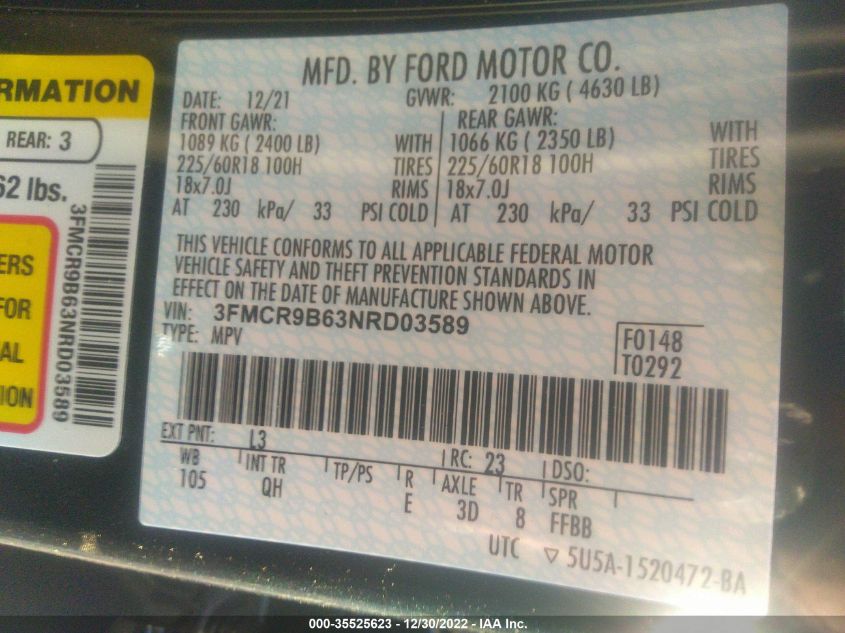 RMATION
REAR: 3
62 lbs.
3FMCR9B63NRD03589
ERS
FOR
AL
ION
MFD. BY FORD MOTOR CO.
DATE: 12/21 GVWR: 2100 KG ( 4630 LB)
FRONT GAWR: REAR GAWR:
1089 KG ( 2400 LB) WITH 1066 KG ( 2350 LB) WITH
225/60R18 100H TIRES 225/60R18 100H TIRES
18x7.0J RIMS 18x7.0J RIMS
AT 230 kPa/ 33 PSI COLD AT 230 kPa/ 33 PSI COLD
THIS VEHICLE CONFORMS TO ALL APPLICABLE FEDERAL MOTOR
VEHICLE SAFETY AND THEFT PREVENTION STANDARDS IN
EFFECT ON THE DATE OF MANUFACTURE SHOWN ABOVE.
VIN: 3FMCR9B63NRD03589
TYPE: MPV
F0148
T0292
EXT PNT: L3 RC: 23 DSO:
WB INT TR TP/PS R AXLE TR SPR
105 QH E 3D 8 FFBB
UTC ▽ 5U5A-1520472-BA
000-35525623 - 12/30/2022 - IAA Inc.